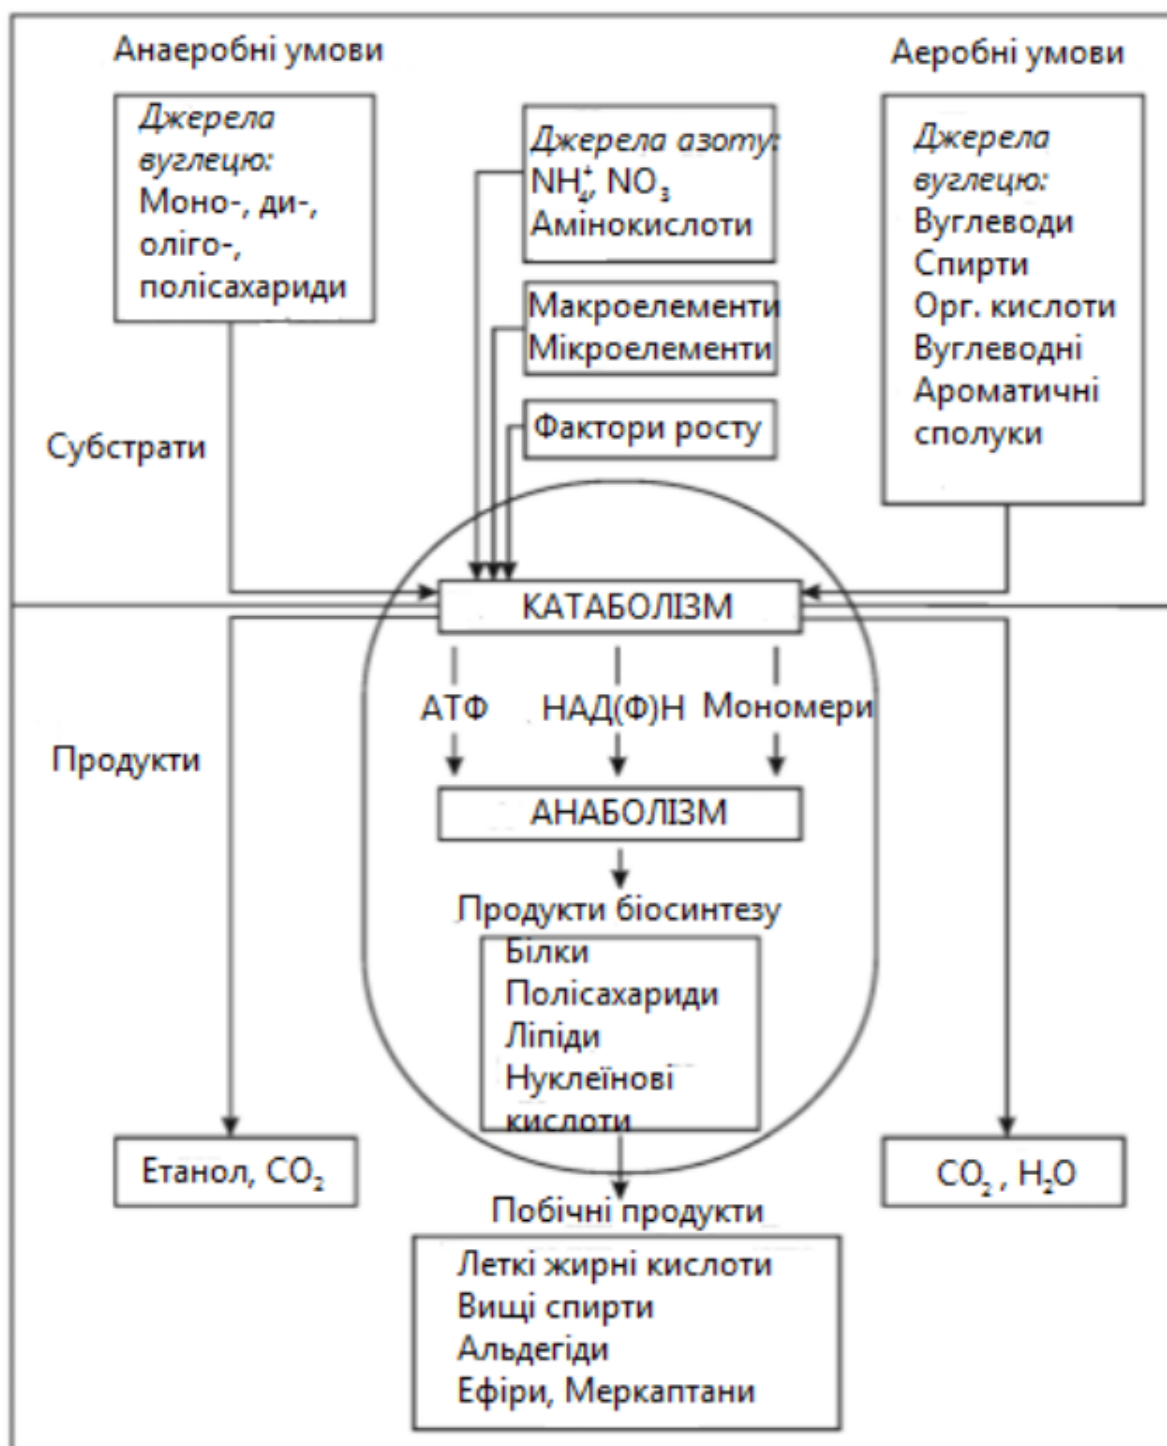 Анаеробні умови
Аеробні умови
Джерела
вуглецю:
Моно-, ди-,
оліго-,
полісахариди
Джерела азоту:
NH₄⁺, NO₃
Амінокислоти
Макроелементи
Мікроелементи
Фактори росту
Джерела
вуглецю:
Вуглеводи
Спирти
Орг. кислоти
Вуглеводні
Ароматичні
сполуки
Субстрати
КАТАБОЛІЗМ
АТФ НАД(Ф)Н Мономери
Продукти
АНАБОЛІЗМ
Продукти біосинтезу
Білки
Полісахариди
Ліпіди
Нуклеїнові
кислоти
Етанол, CO₂
CO₂ , H₂O
Побічні продукти
Леткі жирні кислоти
Вищі спирти
Альдегіди
Ефіри, Меркаптани